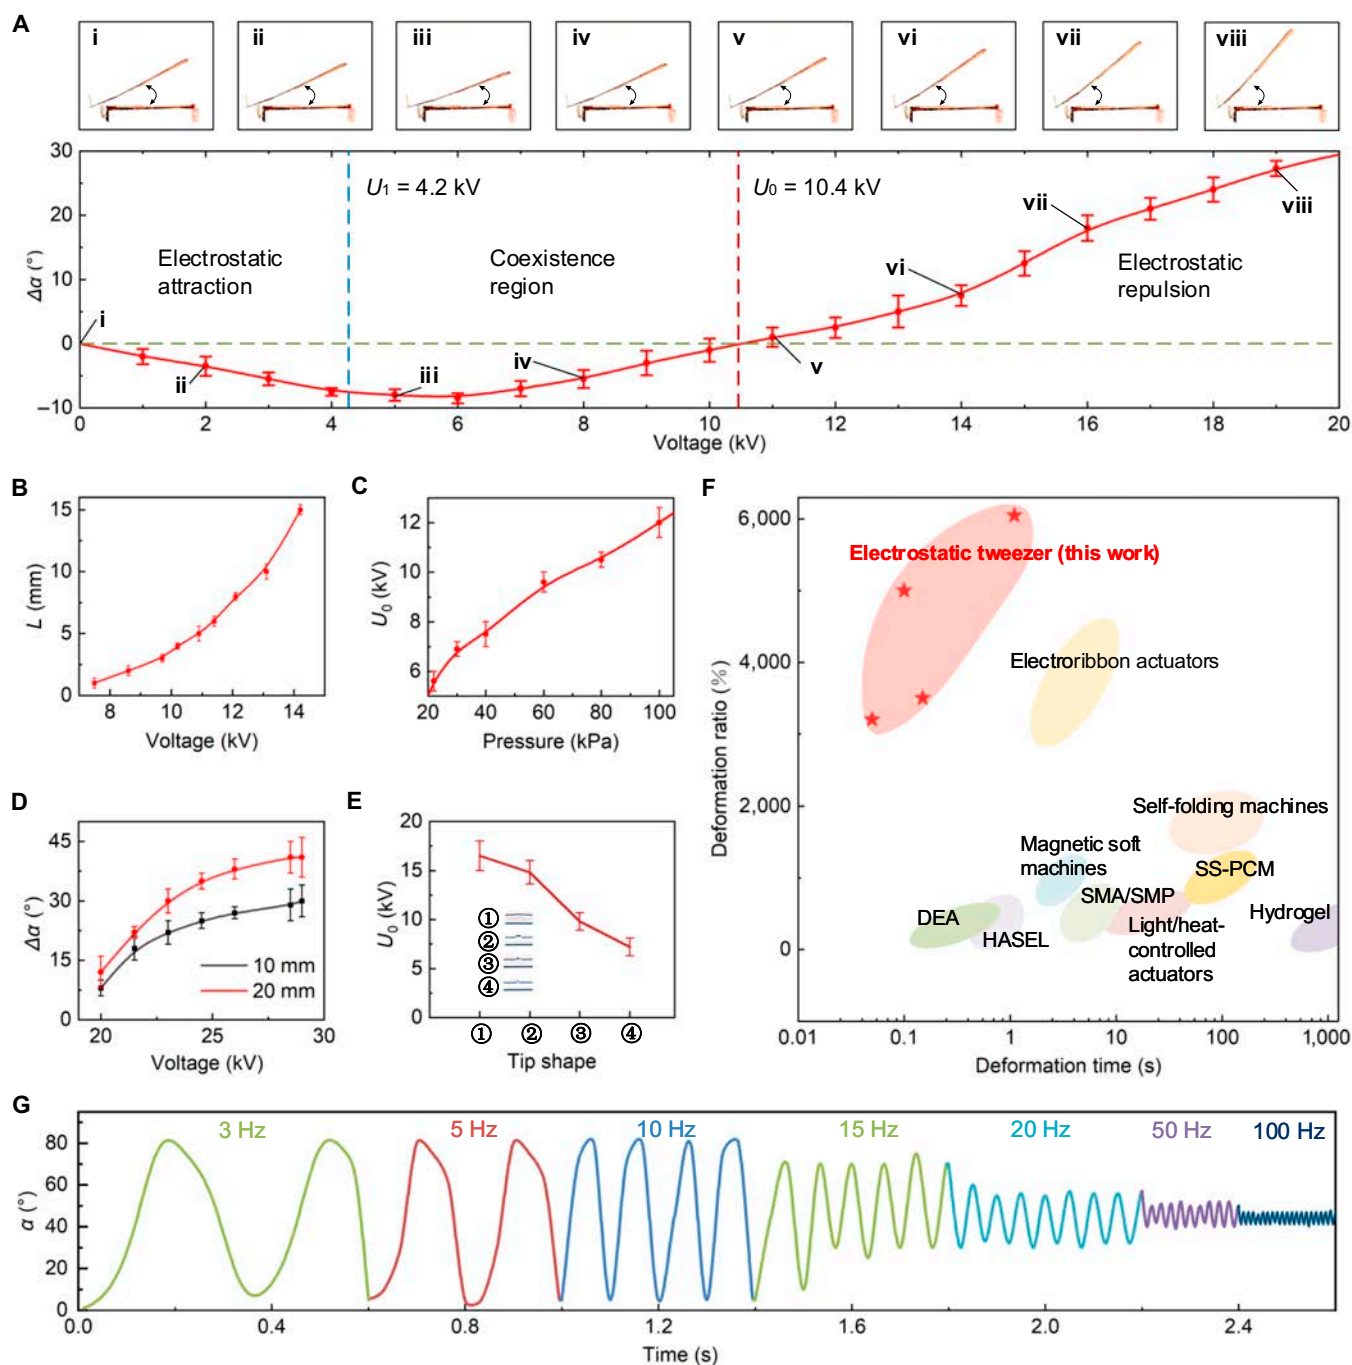 A
i ii iii iv v vi vii viii
30
20
10
0
–10
Δα (°)
U1 = 4.2 kV
U0 = 10.4 kV
Electrostatic
attraction
Coexistence
region
Electrostatic
repulsion
i
ii
iii
iv
v
vi
vii
viii
0 2 4 6 8 10 12 14 16 18 20
Voltage (kV)
B
15
10
5
0
L (mm)
8 10 12 14
Voltage (kV)
C
12
10
8
6
U0 (kV)
20 40 60 80 100
Pressure (kPa)
D
45
30
15
0
Δα (°)
10 mm
20 mm
20 25 30
Voltage (kV)
E
20
15
10
5
0
U0 (kV)
①
②
③
④
① ② ③ ④
Tip shape
F
6,000
4,000
2,000
0
Deformation ratio (%)
Electrostatic tweezer (this work)
Electroribbon actuators
Self-folding machines
Magnetic soft
machines
SS-PCM
SMA/SMP
DEA
HASEL
Light/heat-
controlled
actuators
Hydrogel
0.01 0.1 1 10 100 1,000
Deformation time (s)
G
80
60
40
20
0
α (°)
3 Hz 5 Hz 10 Hz 15 Hz 20 Hz 50 Hz 100 Hz
0.0 0.4 0.8 1.2 1.6 2.0 2.4
Time (s)